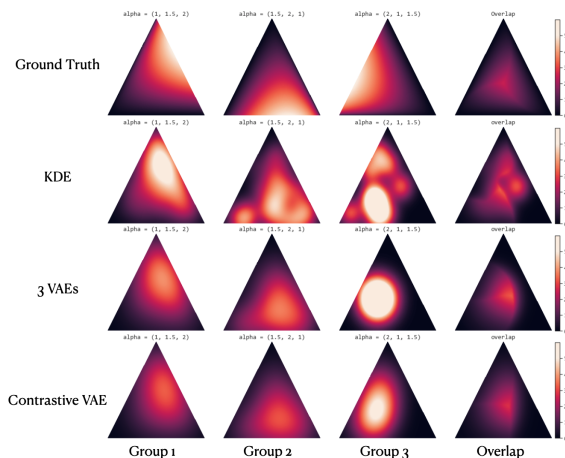 alpha = (1, 1.5, 2) alpha = (1.5, 2, 1) alpha = (2, 1, 1.5) Overlap
Ground Truth
alpha = (1, 1.5, 2) alpha = (1.5, 2, 1) alpha = (2, 1, 1.5) overlap
KDE
alpha = (1, 1.5, 2) alpha = (1.5, 2, 1) alpha = (2, 1, 1.5) overlap
3 VAEs
alpha = (1, 1.5, 2) alpha = (1.5, 2, 1) alpha = (2, 1, 1.5) overlap
Contrastive VAE
Group 1 Group 2 Group 3 Overlap